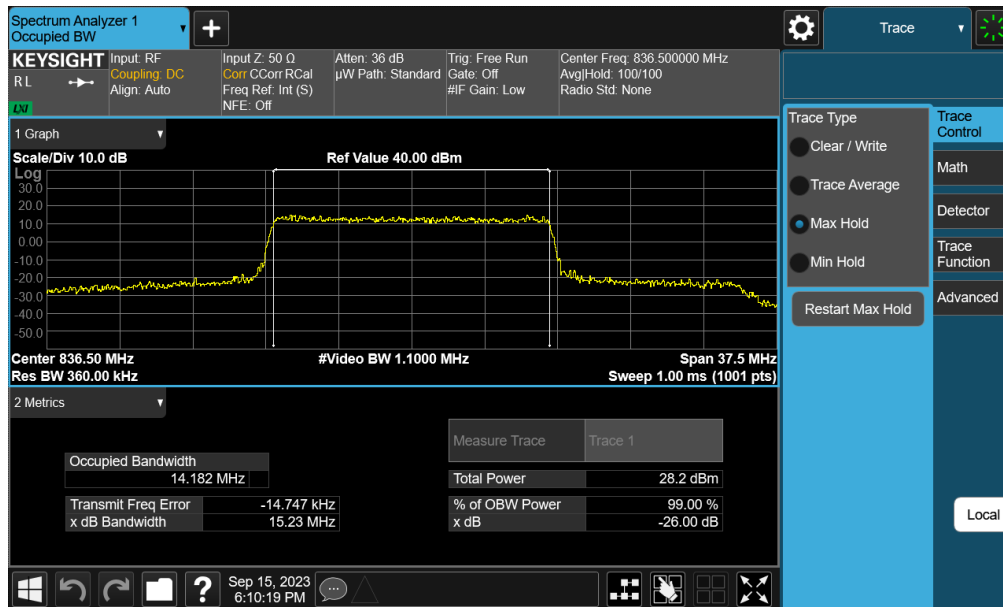 Spectrum Analyzer 1
Occupied BW
Trace
KEYSIGHT
RL
LXI
Input: RF
Coupling: DC
Align: Auto
Input Z: 50 Ω
Corr CCorr RCal
Freq Ref: Int (S)
NFE: Off
Atten: 36 dB
µW Path: Standard
Trig: Free Run
Gate: Off
#IF Gain: Low
Center Freq: 836.500000 MHz
Avg|Hold: 100/100
Radio Std: None
1 Graph
Scale/Div 10.0 dB
Ref Value 40.00 dBm
Log
30.0
20.0
10.0
0.00
-10.0
-20.0
-30.0
-40.0
-50.0
Center 836.50 MHz
#Video BW 1.1000 MHz
Span 37.5 MHz
Res BW 360.00 kHz
Sweep 1.00 ms (1001 pts)
2 Metrics
Measure Trace
Trace 1
Occupied Bandwidth
14.182 MHz
Total Power 28.2 dBm
Transmit Freq Error -14.747 kHz
% of OBW Power 99.00 %
x dB Bandwidth 15.23 MHz
x dB -26.00 dB
Trace Type
Clear / Write
Trace Average
Max Hold
Min Hold
Restart Max Hold
Trace
Control
Math
Detector
Trace
Function
Advanced
Local
?
Sep 15, 2023
6:10:19 PM